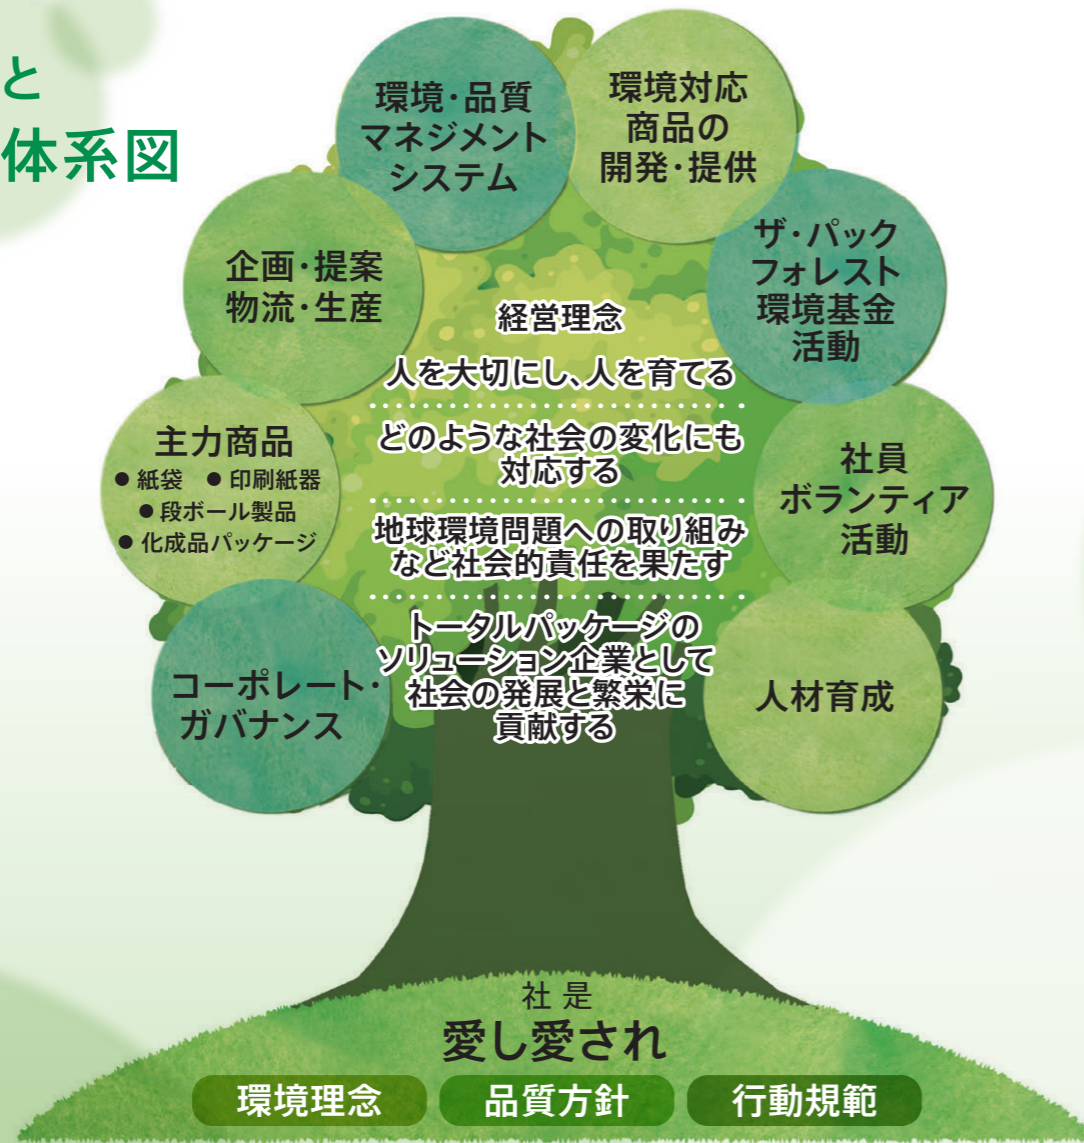 と
体系図
環境・品質
マネジメント
システム
環境対応
商品の
開発・提供
企画・提案
物流・生産
ザ・パック
フォレスト
環境基金
活動
主力商品
● 紙袋 ● 印刷紙器
● 段ボール製品
● 化成品パッケージ
社員
ボランティア
活動
コーポレート・
ガバナンス
人材育成
経営理念
人を大切にし、人を育てる
どのような社会の変化にも
対応する
地球環境問題への取り組み
など社会的責任を果たす
トータルパッケージの
ソリューション企業として
社会の発展と繁栄に
貢献する
社 是
愛し愛され
環境理念
品質方針
行動規範